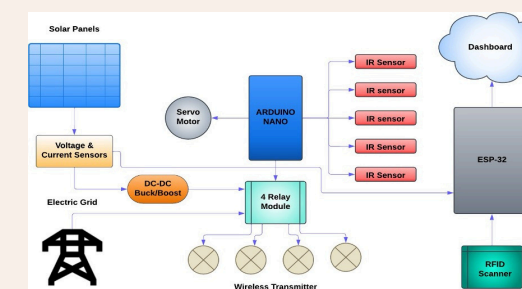 Solar Panels
Dashboard
IR Sensor
IR sensor
IR sensor
IR Sensor
IR Sensor
Servo
Motor
ARDUINO
NANO
Voltage &
Current Sensors
ESP-32
DC-DC
Buck/Boost
4 Relay
Module
Electric Grid
RFID
Scanner
Wireless Transmitter